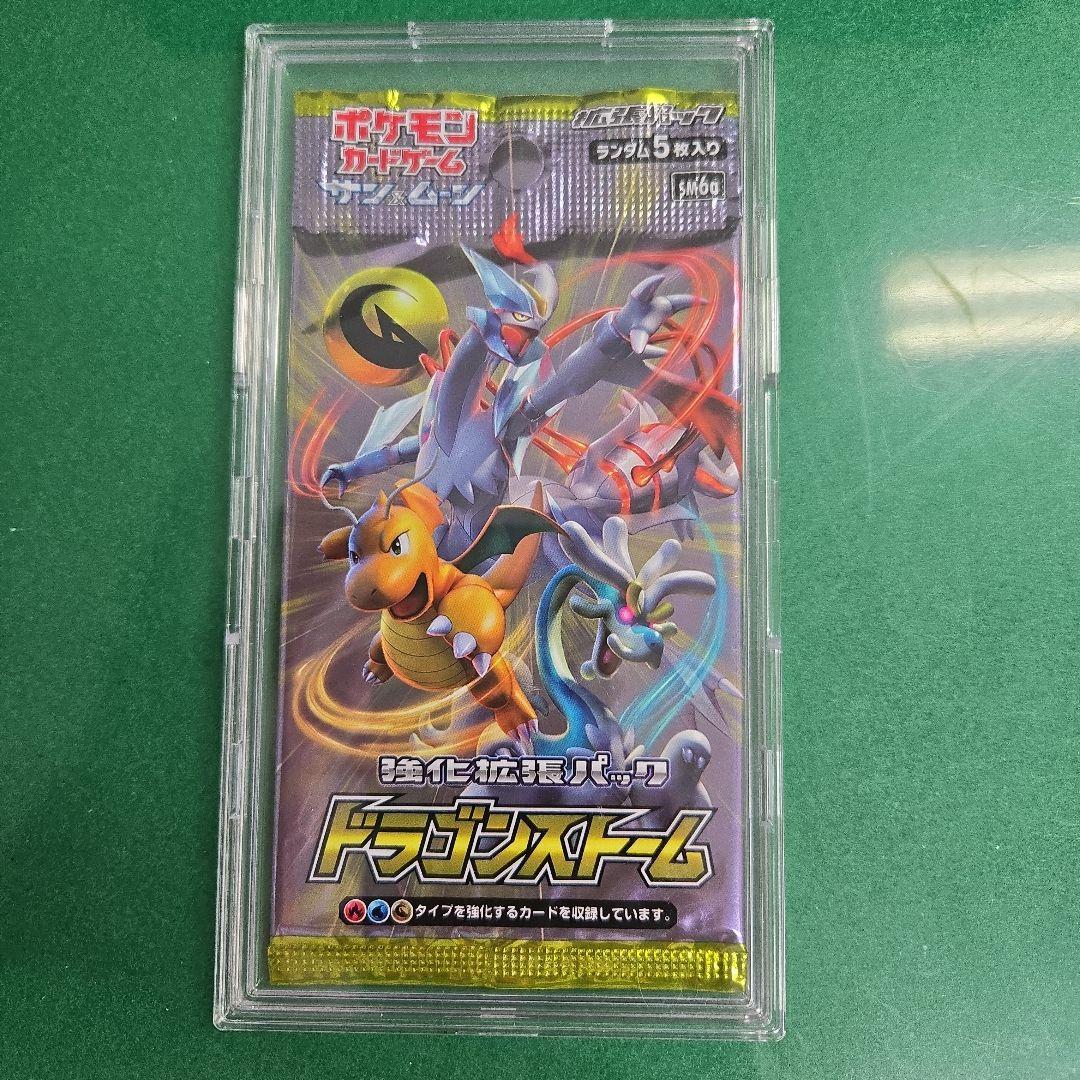 ポケモン
カードゲーム
サン&ムーン
拡張パック
ランダム5枚入り
SM6a
強化拡張パック
ドラゴンストーム
タイプを強化するカードを収録しています。